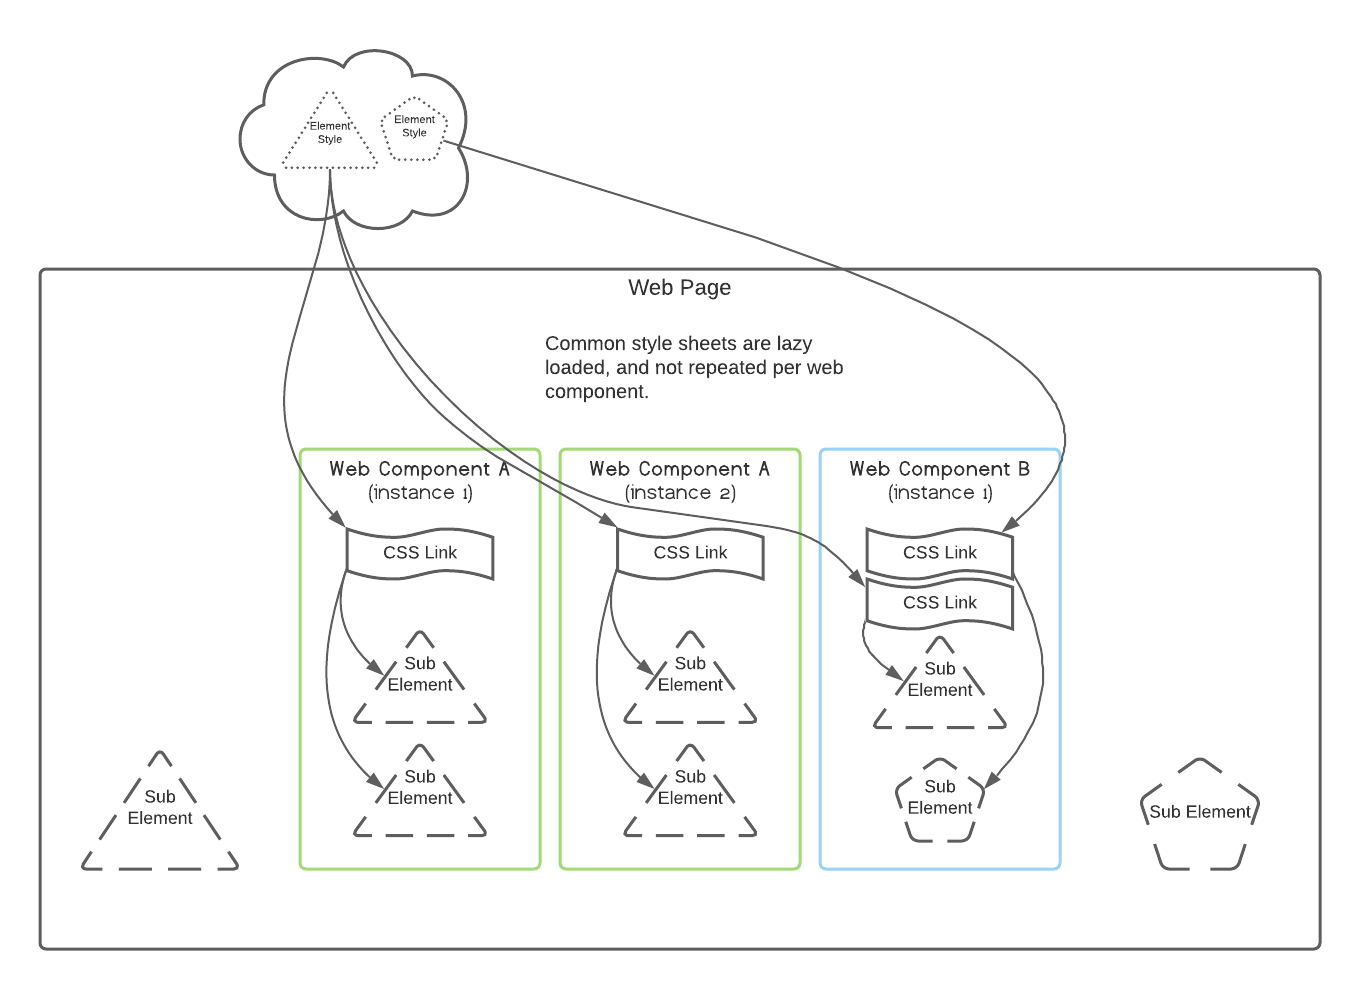 Element
Style
Element
Style
Web Page
Common style sheets are lazy
loaded, and not repeated per web
component.
Web Component A
(instance 1)
CSS Link
Sub
Element
Sub
Element
Web Component A
(instance 2)
CSS Link
Sub
Element
Sub
Element
Web Component B
(instance 1)
CSS Link
CSS Link
Sub
Element
Sub
Element
Sub
Element
Sub Element